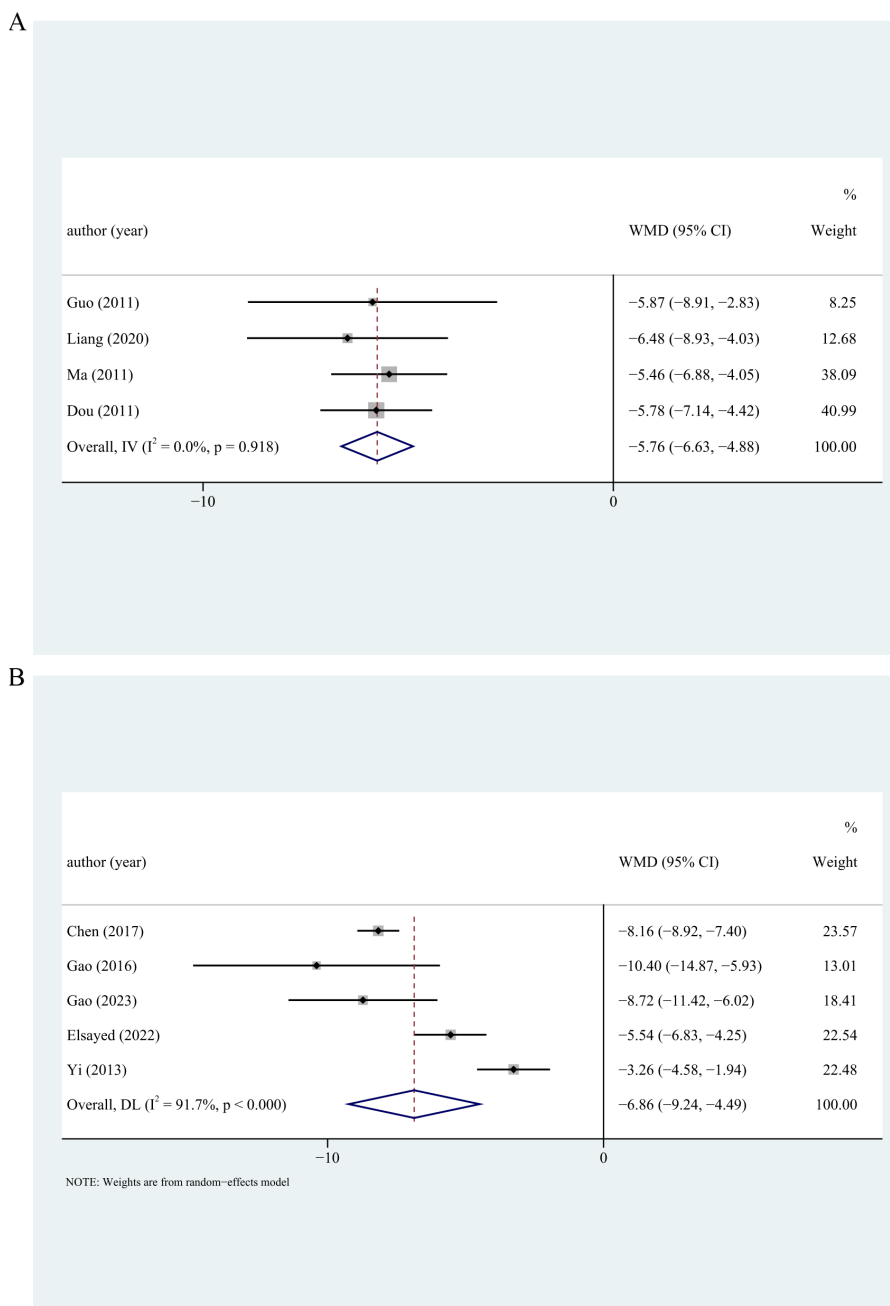 A
%
author (year) WMD (95% CI) Weight
Guo (2011) −5.87 (−8.91, −2.83) 8.25
Liang (2020) −6.48 (−8.93, −4.03) 12.68
Ma (2011) −5.46 (−6.88, −4.05) 38.09
Dou (2011) −5.78 (−7.14, −4.42) 40.99
Overall, IV (I² = 0.0%, p = 0.918) −5.76 (−6.63, −4.88) 100.00
−10 0
B
%
author (year) WMD (95% CI) Weight
Chen (2017) −8.16 (−8.92, −7.40) 23.57
Gao (2016) −10.40 (−14.87, −5.93) 13.01
Gao (2023) −8.72 (−11.42, −6.02) 18.41
Elsayed (2022) −5.54 (−6.83, −4.25) 22.54
Yi (2013) −3.26 (−4.58, −1.94) 22.48
Overall, DL (I² = 91.7%, p < 0.000) −6.86 (−9.24, −4.49) 100.00
−10 0
NOTE: Weights are from random−effects model